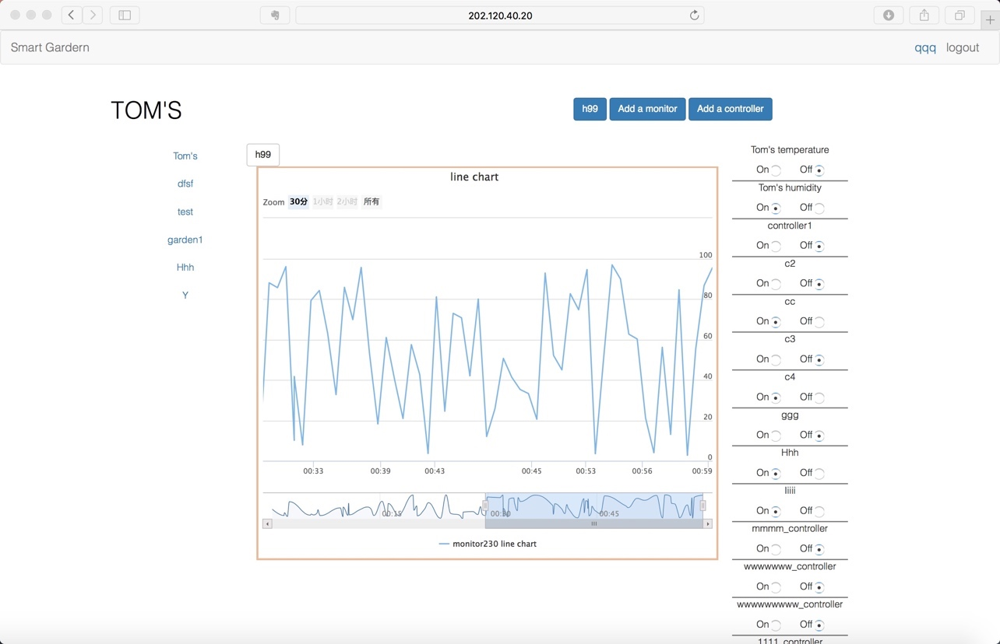 202.120.40.20
Smart Gardern
qqq logout
TOM'S
h99 Add a monitor Add a controller
Tom's
dfsf
test
garden1
Hhh
Y
h99
line chart
Zoom 30分 1小时 2小时 所有
100
80
60
40
20
0
00:33 00:39 00:43 00:45 00:53 00:56 00:59
00:15 00:30 00:45
monitor230 line chart
Tom's temperature
On Off
Tom's humidity
On Off
controller1
On Off
c2
On Off
cc
On Off
c3
On Off
c4
On Off
ggg
On Off
Hhh
On Off
mmmm_controller
On Off
wwwwwww_controller
On Off
wwwwwwwww_controller
On Off
1111_controller